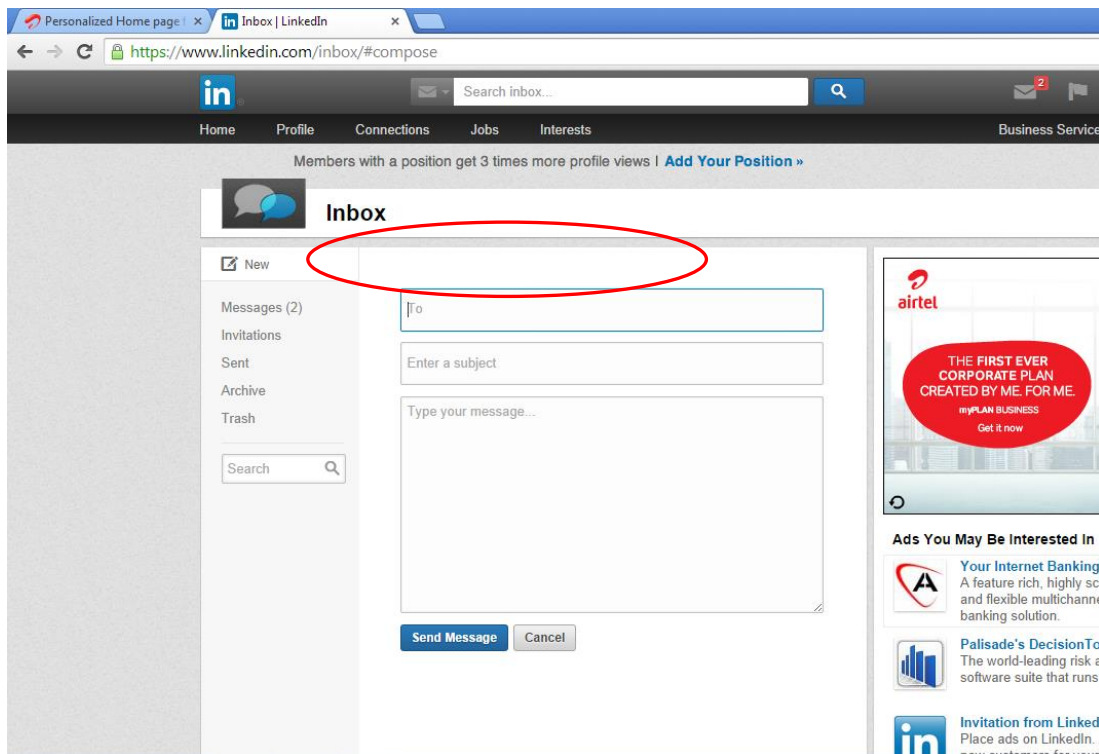 Personalized Home page
Inbox | LinkedIn
https://www.linkedin.com/inbox/#compose
in
Search inbox...
2
Home Profile Connections Jobs Interests Business Service
Members with a position get 3 times more profile views | Add Your Position »
Inbox
New
Messages (2)
Invitations
Sent
Archive
Trash
Search
To
Enter a subject
Type your message...
Send Message Cancel
airtel
THE FIRST EVER
CORPORATE PLAN
CREATED BY ME. FOR ME.
myPLAN BUSINESS
Get it now
Ads You May Be Interested In
Your Internet Banking
A feature rich, highly sc
and flexible multichanne
banking solution.
Palisade's DecisionTo
The world-leading risk a
software suite that runs
in
Invitation from Linked
Place ads on LinkedIn.